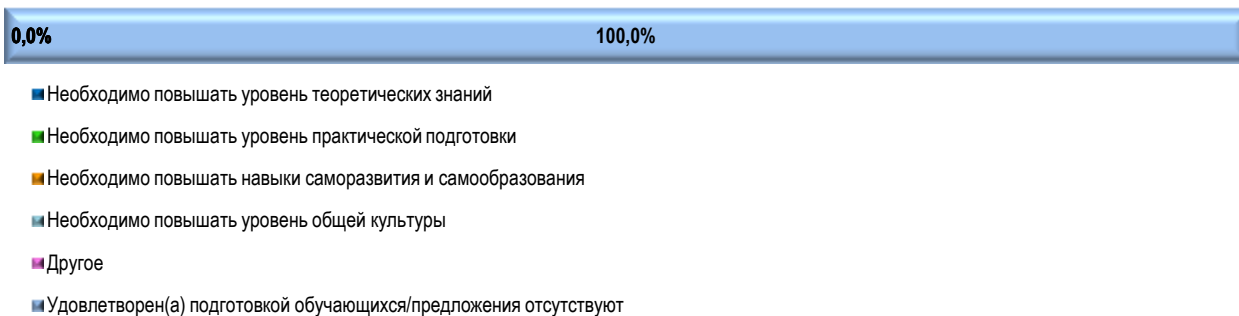 0,0% 100,0%
Необходимо повышать уровень теоретических знаний
Необходимо повышать уровень практической подготовки
Необходимо повышать навыки саморазвития и самообразования
Необходимо повышать уровень общей культуры
Другое
Удовлетворен(а) подготовкой обучающихся/предложения отсутствуют